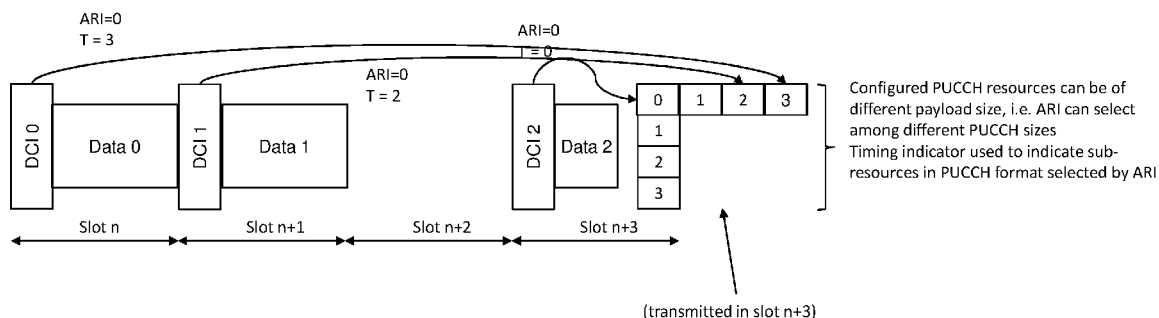 ARI=0
T = 3
ARI=0
T = 0
ARI=0
T = 2
DCI 0
Data 0
DCI 1
Data 1
DCI 2
Data 2
0 1 2 3
1
2
3
Configured PUCCH resources can be of
different payload size, i.e. ARI can select
among different PUCCH sizes
Timing indicator used to indicate sub-
resources in PUCCH format selected by ARI
Slot n
Slot n+1
Slot n+2
Slot n+3
(transmitted in slot n+3)